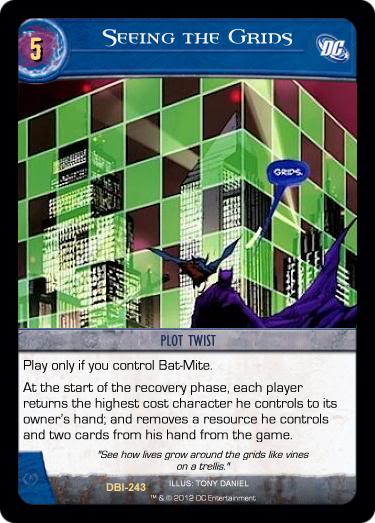 5
SEEING THE GRIDS
DC
GRIDS.
PLOT TWIST
Play only if you control Bat-Mite.
At the start of the recovery phase, each player
returns the highest cost character he controls to its
owner's hand; and removes a resource he controls
and two cards from his hand from the game.
"See how lives grow around the grids like vines
on a trellis."
DBI-243
ILLUS: TONY DANIEL
™ & © 2012 DC Entertainment